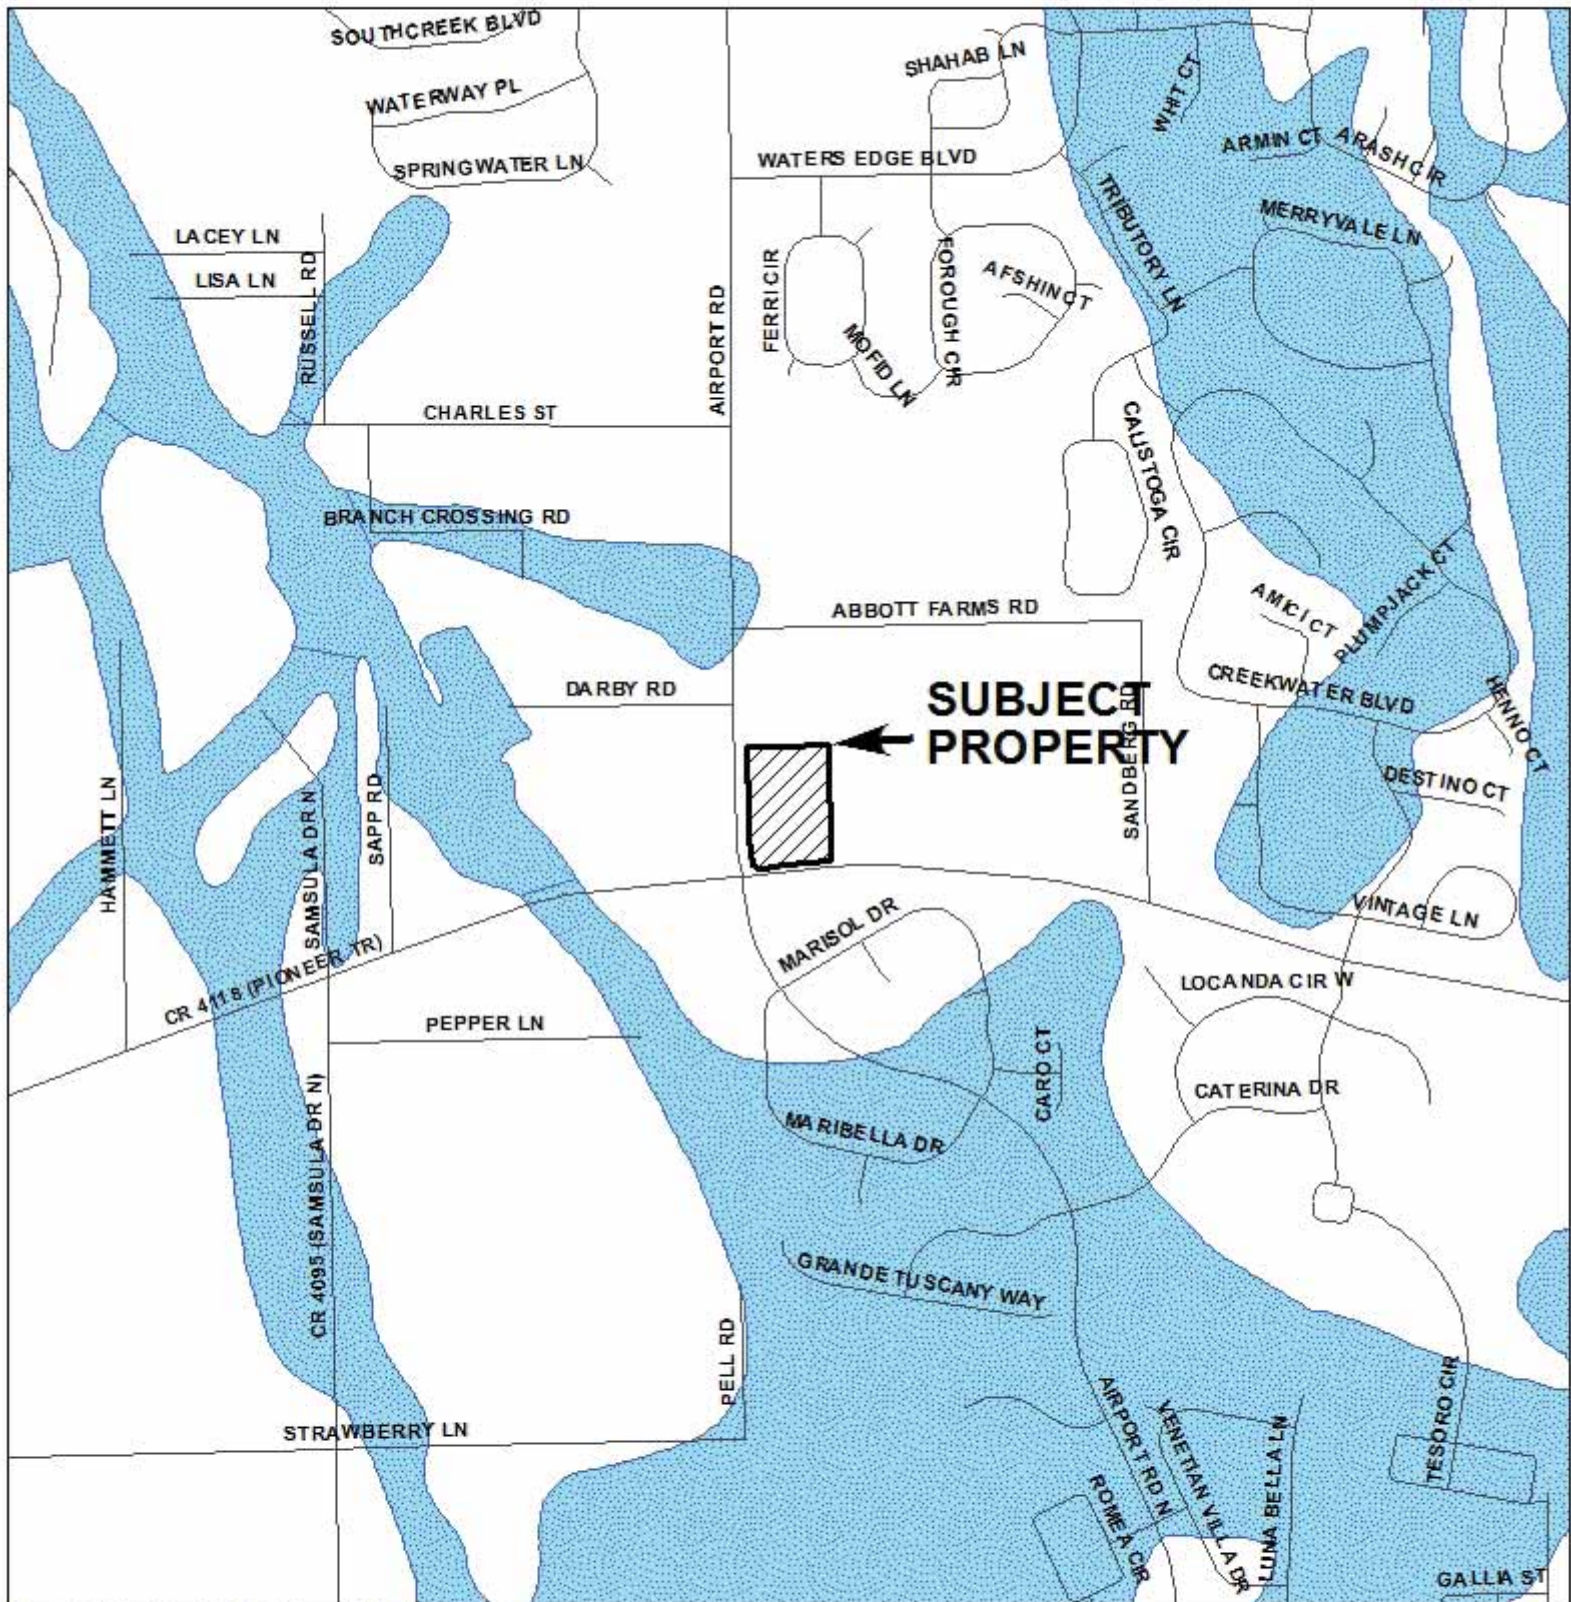 SOUTHCREEK BLVD
SHAHAB LN
WHIT CT
WATERWAY PL
ARMIN CT
ARASH CIR
WATERS EDGE BLVD
SPRINGWATER LN
TRIBUTORY LN
MERRYVALE LN
LACEY LN
LISA LN
RUSSELL RD
AIRPORT RD
FERRI CIR
FOROUGH CIR
AFSHIN CT
MOFID LN
CHARLES ST
CALISTOGA CIR
BRANCH CROSSING RD
ABBOTT FARMS RD
AMICI CT
PLUMPJACK CT
DARBY RD
SUBJECT
PROPERTY
SANDBERG RD
CREEKWATER BLVD
HENNO CT
DESTINO CT
HAMMETT LN
SAMSULA DR N
SAPP RD
VINTAGE LN
MARISOL DR
CR 4118 (PIONEER TR)
LOCANDA CIR W
PEPPER LN
CARO CT
CATERINA DR
MARIBELLA DR
CR 4095 (SAMSULA DR N)
GRANDE TUSCANY WAY
PELL RD
STRAWBERRY LN
AIRPORT RD N
VENETIAN VILLA DR
LUNA BELLA LN
TESORO CIR
ROMEA CIR
GALLIA ST